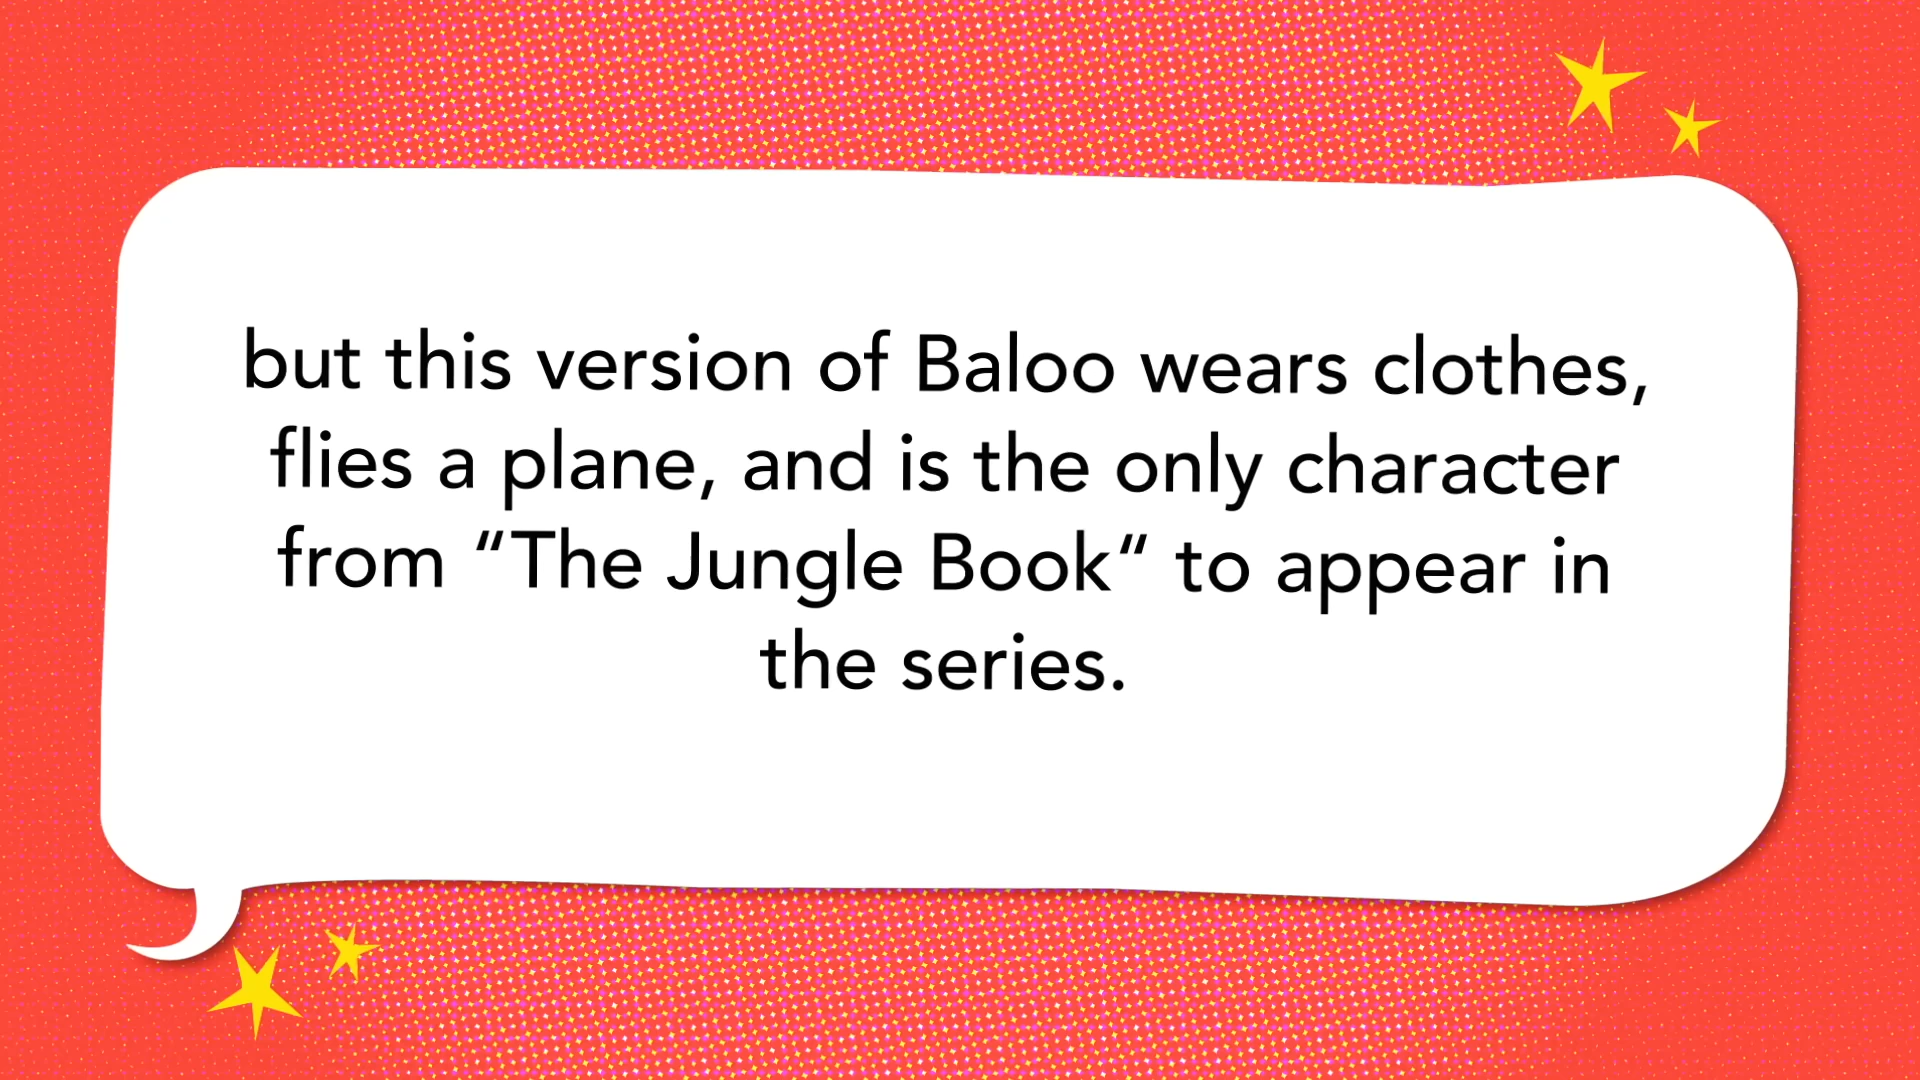 but this version of Baloo wears clothes,
flies a plane, and is the only character
from “The Jungle Book“ to appear in
the series.